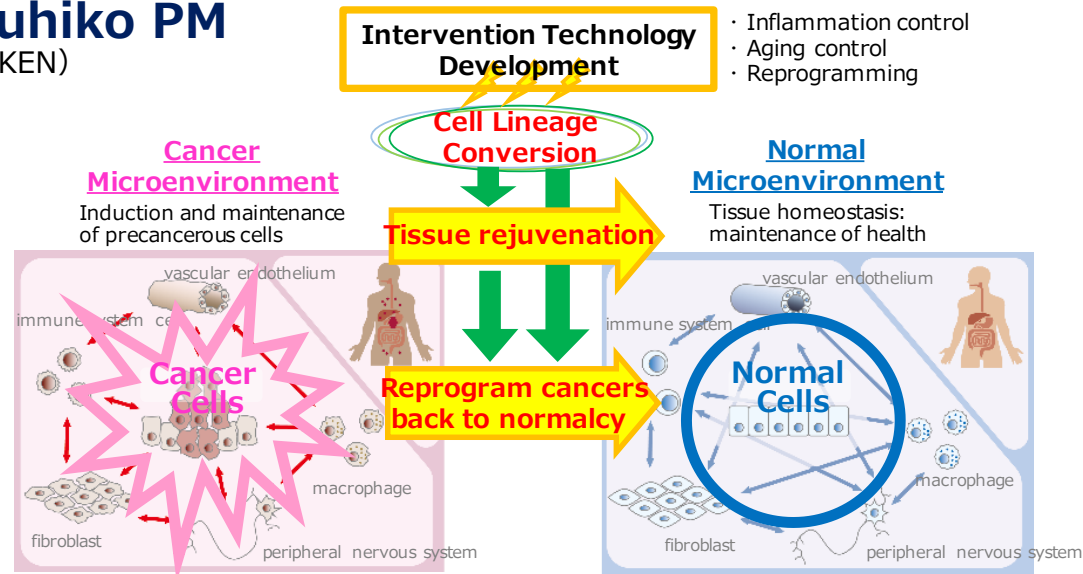 uhiko PM
KEN）
Intervention Technology
Development
· Inflammation control
· Aging control
· Reprogramming
Cell Lineage
Conversion
Cancer
Microenvironment
Induction and maintenance
of precancerous cells
Normal
Microenvironment
Tissue homeostasis:
maintenance of health
Tissue rejuvenation
Reprogram cancers
back to normalcy
vascular endothelium
immune system
Cancer
Cells
macrophage
fibroblast
peripheral nervous system
vascular endothelium
immune system
Normal
Cells
macrophage
fibroblast
peripheral nervous system